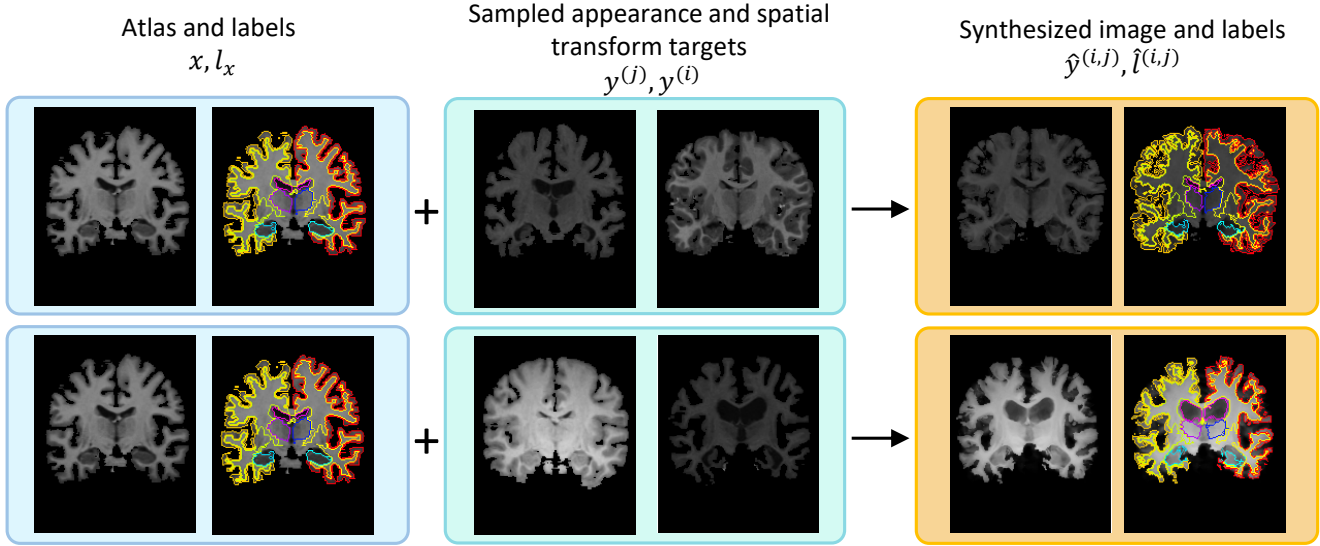 Atlas and labels
x, l_x
Sampled appearance and spatial
transform targets
y^(j), y^(i)
Synthesized image and labels
ŷ^(i,j), l̂^(i,j)
+
+